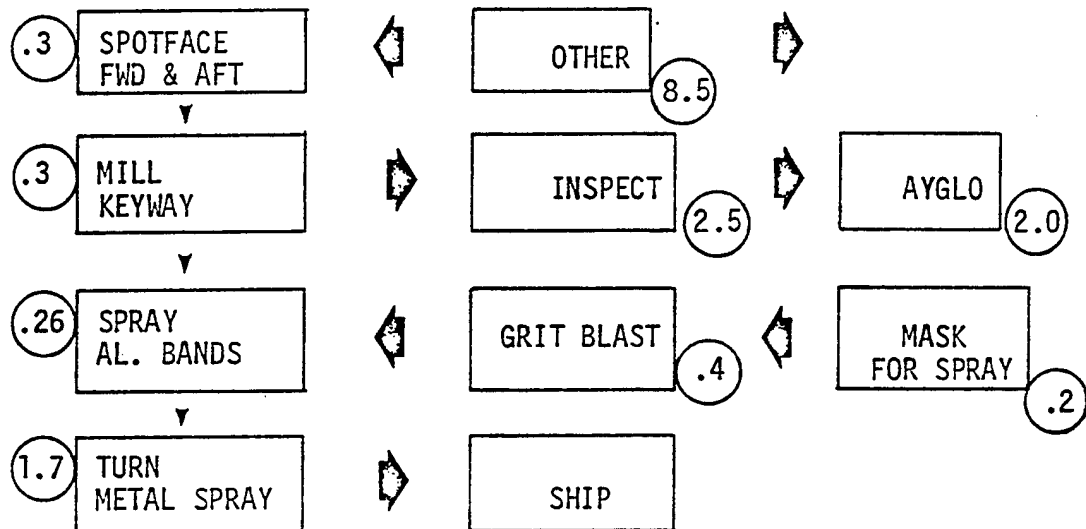 .3
SPOTFACE
FWD & AFT
OTHER
8.5
.3
MILL
KEYWAY
INSPECT
2.5
AYGLO
2.0
.26
SPRAY
AL. BANDS
GRIT BLAST
.4
MASK
FOR SPRAY
.2
1.7
TURN
METAL SPRAY
SHIP